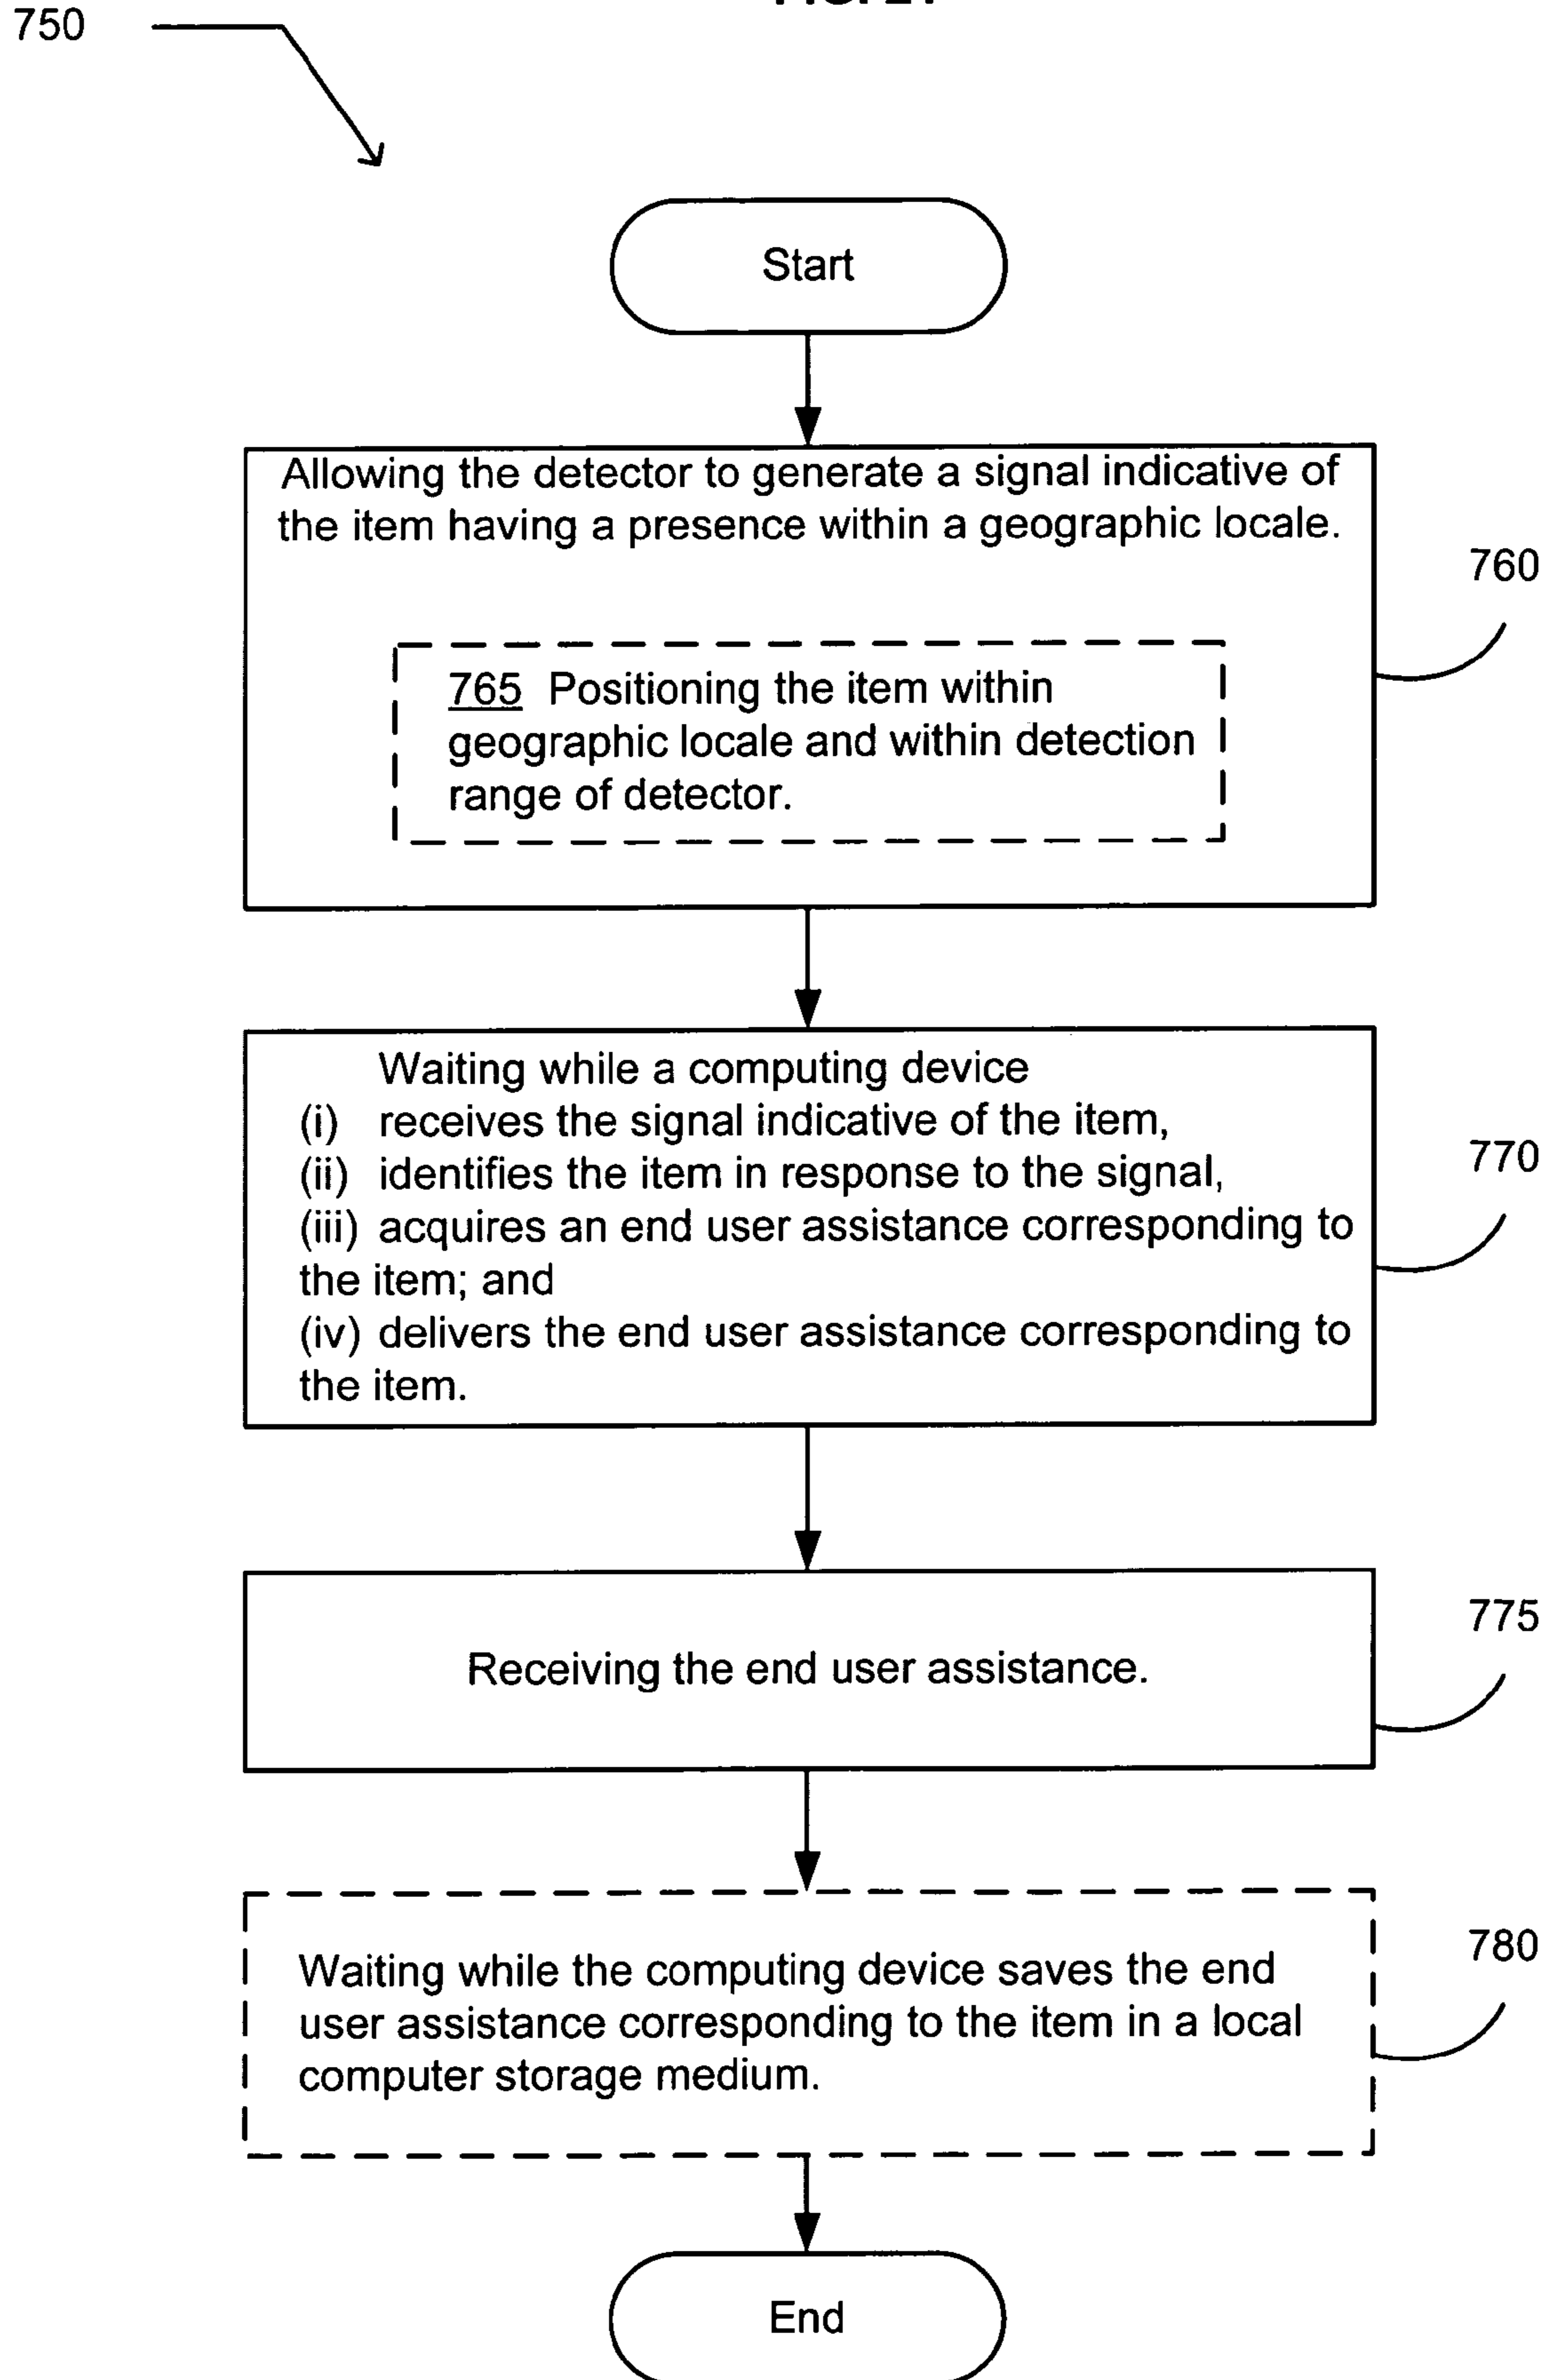 750
Start
Allowing the detector to generate a signal indicative of
the item having a presence within a geographic locale.
760
765 Positioning the item within
geographic locale and within detection
range of detector.
Waiting while a computing device
(i) receives the signal indicative of the item,
(ii) identifies the item in response to the signal,
(iii) acquires an end user assistance corresponding to
the item; and
(iv) delivers the end user assistance corresponding to
the item.
770
Receiving the end user assistance.
775
Waiting while the computing device saves the end
user assistance corresponding to the item in a local
computer storage medium.
780
End